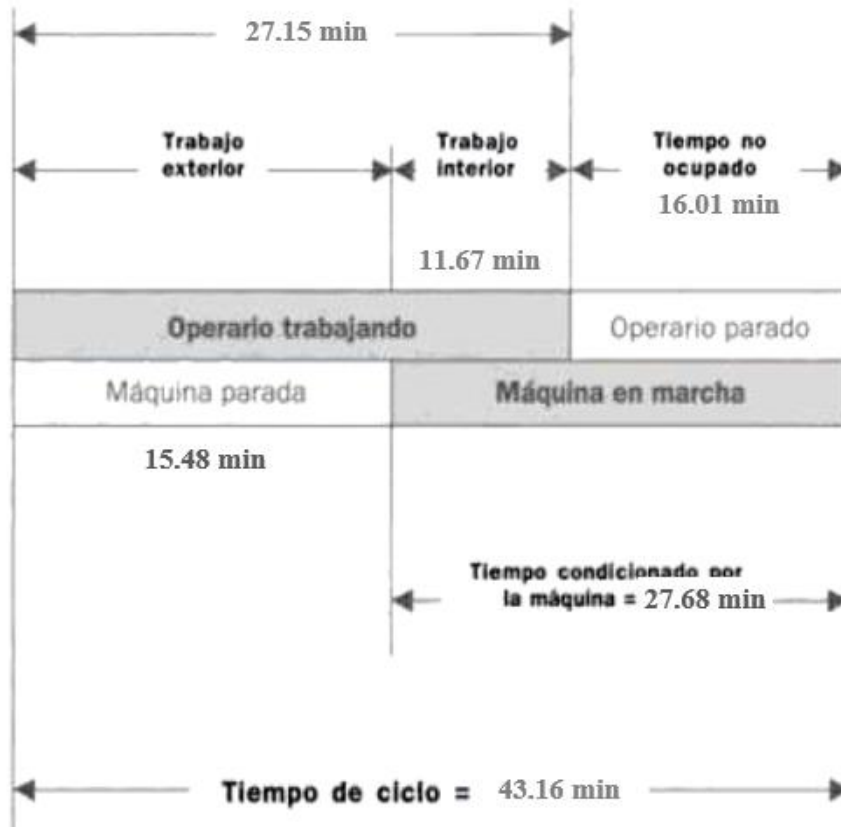 27.15 min
Trabajo
exterior
Trabajo
interior
Tiempo no
ocupado
16.01 min
11.67 min
Operario trabajando
Operario parado
Máquina parada
Máquina en marcha
15.48 min
Tiempo condicionado por
la máquina = 27.68 min
Tiempo de ciclo = 43.16 min